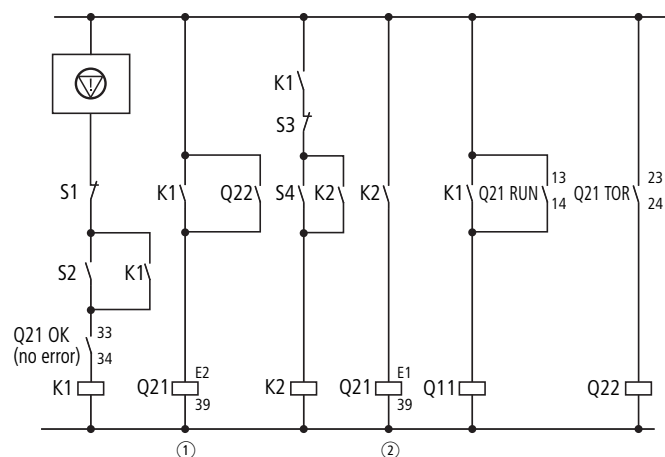 !
K1
S3
S1
K1
Q22
S4
K2
K2
K1
Q21 RUN
13
14
Q21 TOR
23
24
S2
K1
Q21 OK
(no error)
33
34
K1
Q21
E2
39
K2
Q21
E1
39
Q11
Q22
①
②